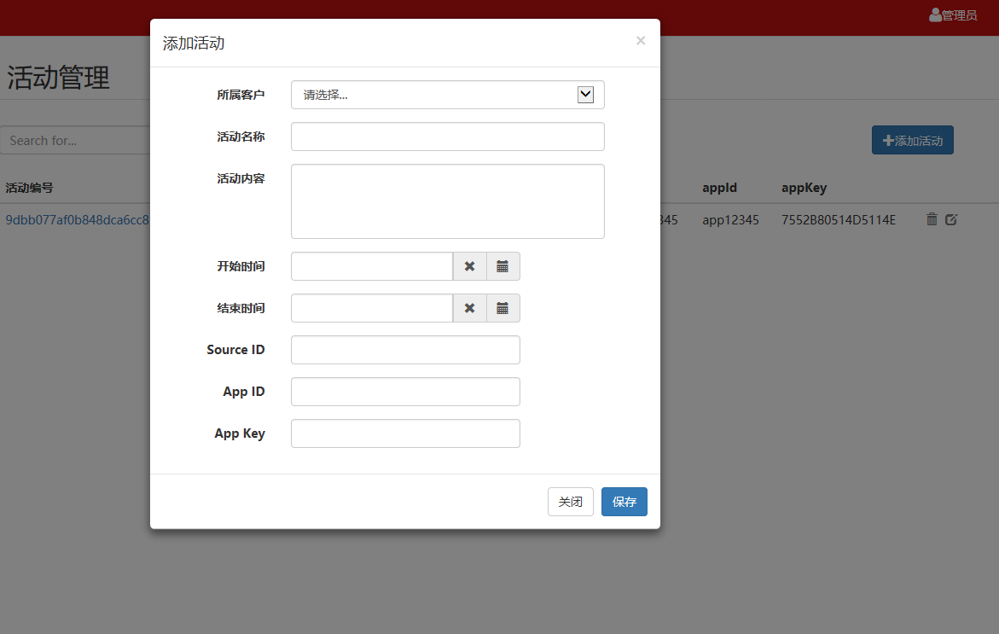 管理员
添加活动
×
活动管理
所属客户
请选择...
活动名称
Search for...
添加活动
活动内容
活动编号
appId
appKey
9dbb077af0b848dca6cc8
345
app12345
7552B80514D5114E
开始时间
结束时间
Source ID
App ID
App Key
关闭
保存